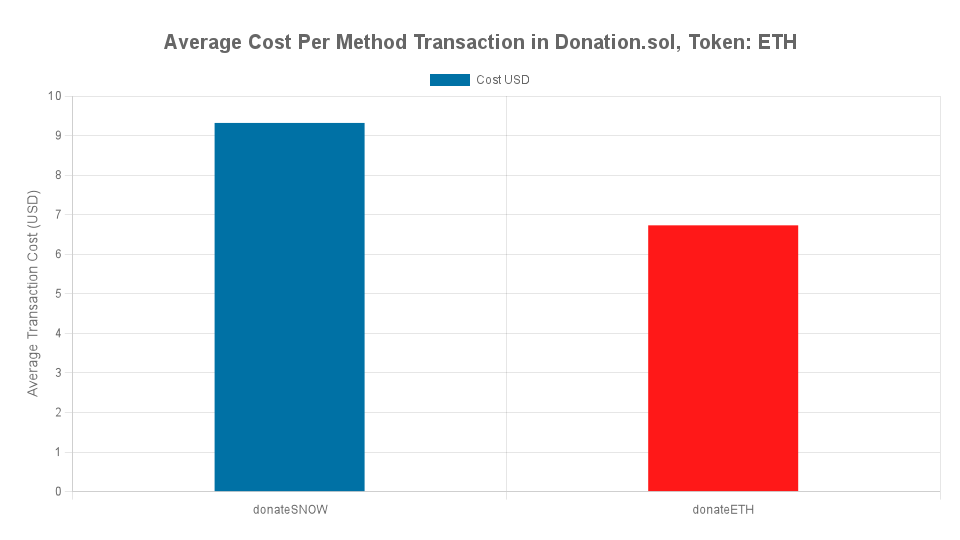 Average Cost Per Method Transaction in Donation.sol, Token: ETH
Cost USD
Average Transaction Cost (USD)
10
9
8
7
6
5
4
3
2
1
0
donateSNOW
donateETH